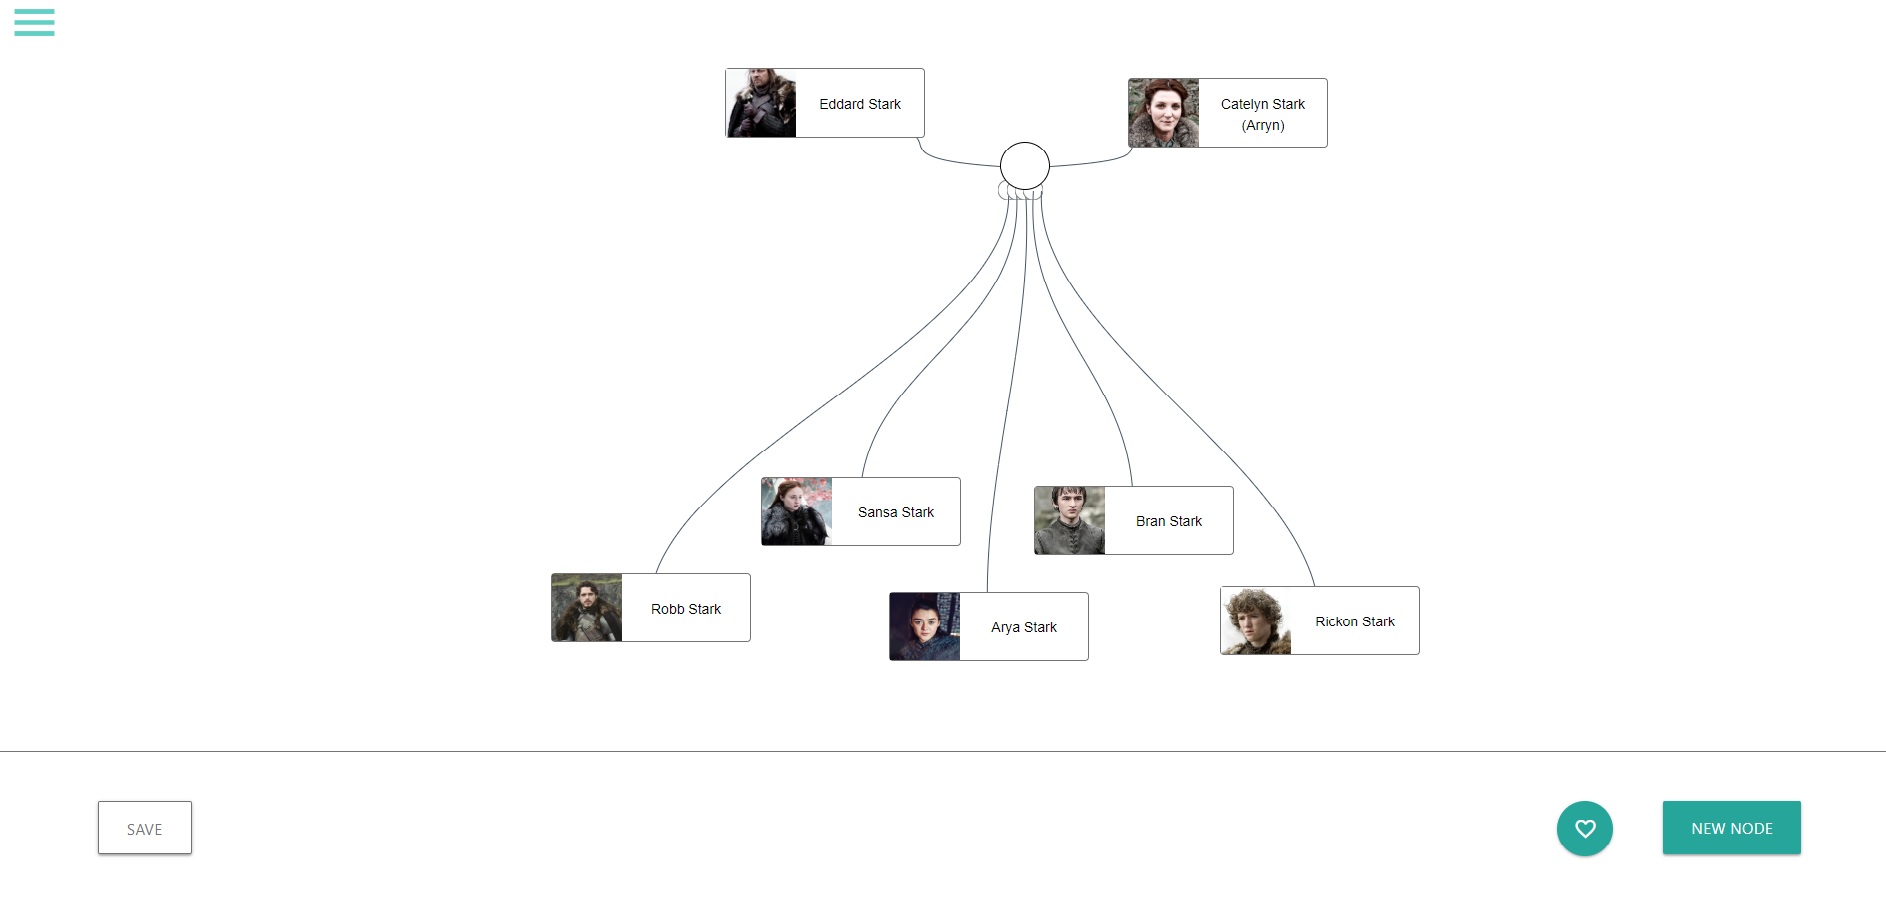 Eddard Stark
Catelyn Stark
(Arryn)
Sansa Stark
Bran Stark
Robb Stark
Arya Stark
Rickon Stark
SAVE
NEW NODE